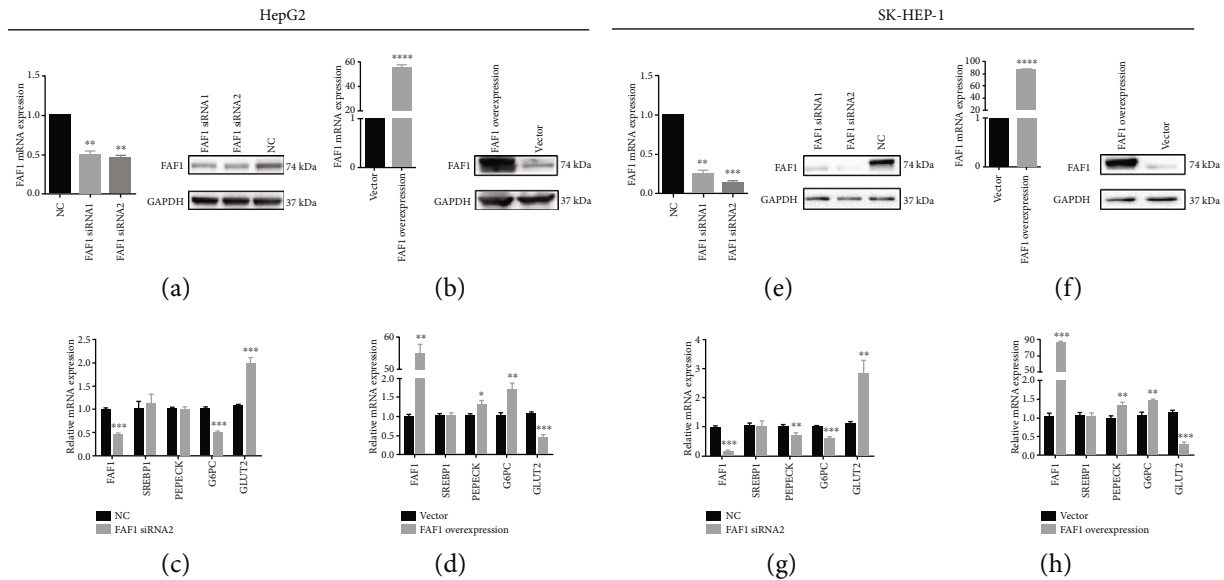 HepG2
SK-HEP-1
FAF1 mRNA expression
1.5
1.0
0.5
0.0
**
**
NC
FAF1 siRNA1
FAF1 siRNA2
FAF1 siRNA1
FAF1 siRNA2
NC
FAF1
74 kDa
GAPDH
37 kDa
(a)
FAF1 mRNA expression
60
40
20
1
0
****
Vector
FAF1 overexpression
FAF1 overexpression
Vector
FAF1
74 kDa
GAPDH
37 kDa
(b)
FAF1 mRNA expression
1.5
1.0
0.5
0.0
**
***
NC
FAF1 siRNA1
FAF1 siRNA2
FAF1 siRNA1
FAF1 siRNA2
NC
FAF1
74 kDa
GAPDH
37 kDa
(e)
FAF1 mRNA expression
100
80
60
40
20
1
0
****
Vector
FAF1 overexpression
FAF1 overexpression
Vector
FAF1
74 kDa
GAPDH
37 kDa
(f)
Relative mRNA expression
2.5
2.0
1.5
1.0
0.5
0.0
***
***
***
FAF1
SREBP1
PEPECK
G6PC
GLUT2
NC
FAF1 siRNA2
(c)
Relative mRNA expression
60
50
2.0
1.5
1.0
0.5
0.0
**
*
**
***
FAF1
SREBP1
PEPECK
G6PC
GLUT2
Vector
FAF1 overexpression
(d)
Relative mRNA expression
4
3
2
1
0
***
**
***
**
FAF1
SREBP1
PEPECK
G6PC
GLUT2
NC
FAF1 siRNA2
(g)
Relative mRNA expression
90
70
50
2.0
1.5
1.0
0.5
0.0
***
**
**
***
FAF1
SREBP1
PEPECK
G6PC
GLUT2
Vector
FAF1 overexpression
(h)